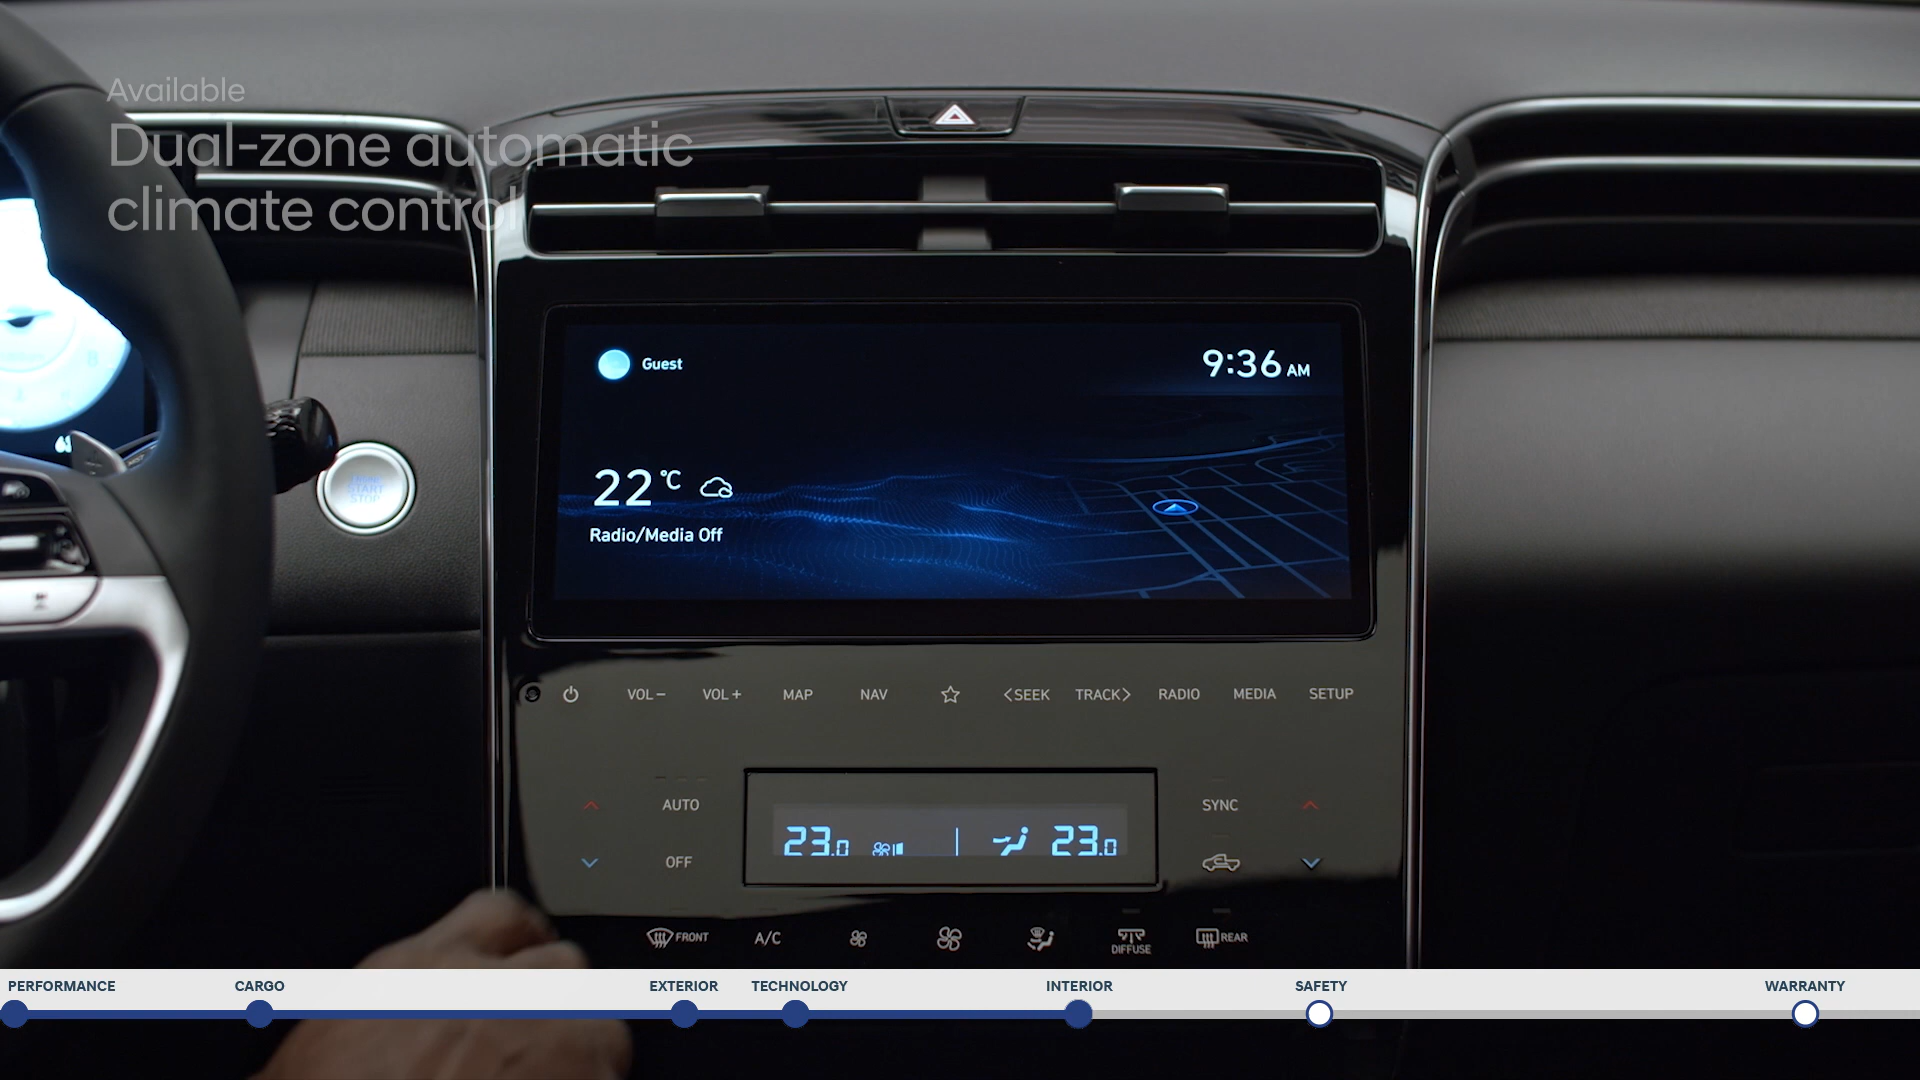 Available
Dual-zone automatic
climate control
Guest
9:36 AM
22 °C
Radio/Media Off
START
STOP
VOL −
VOL +
MAP
NAV
<SEEK
TRACK>
RADIO
MEDIA
SETUP
AUTO
SYNC
23.0
23.0
OFF
FRONT
A/C
DIFFUSE
REAR
PERFORMANCE
CARGO
EXTERIOR
TECHNOLOGY
INTERIOR
SAFETY
WARRANTY